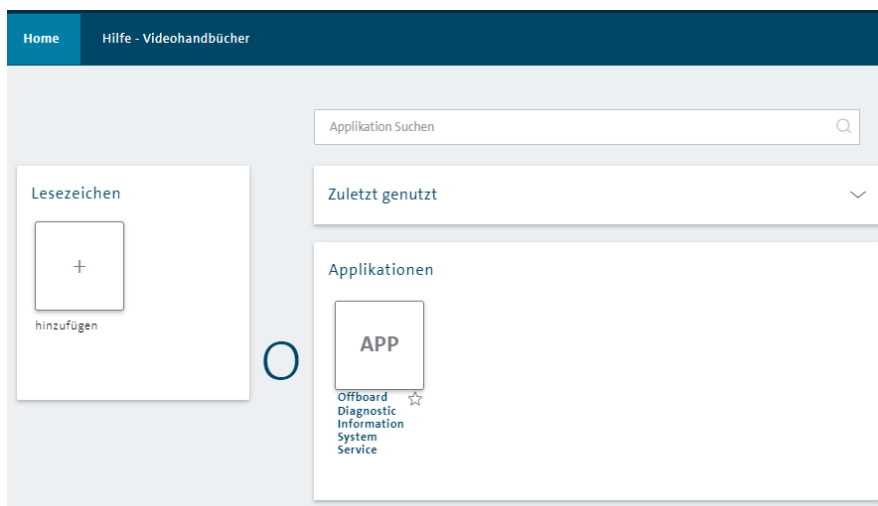 Home
Hilfe - Videohandbücher
Applikation Suchen
Lesezeichen
+
hinzufügen
Zuletzt genutzt
Applikationen
O
APP
Offboard
Diagnostic
Information
System
Service